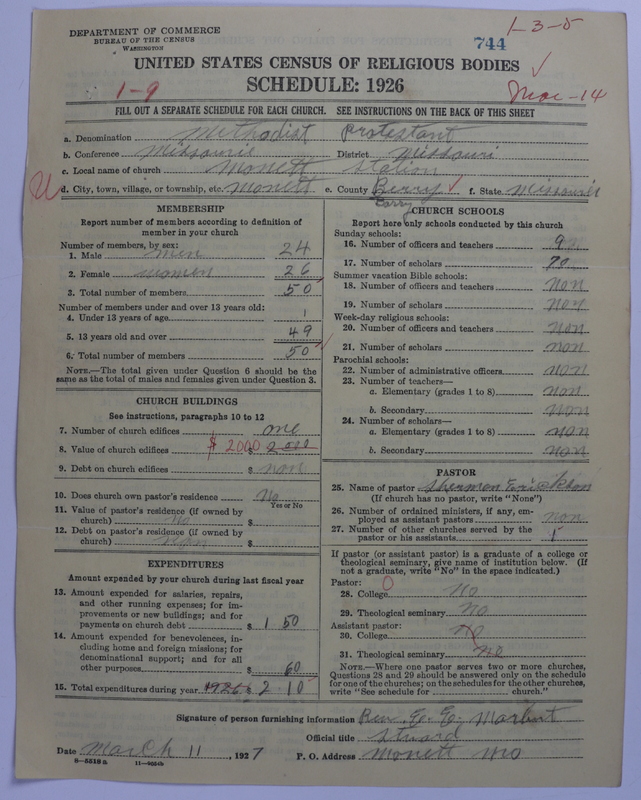 DEPARTMENT OF COMMERCE
BUREAU OF THE CENSUS
WASHINGTON
744
1-3-5
UNITED STATES CENSUS OF RELIGIOUS BODIES
SCHEDULE: 1926
1-9
Mac-14
FILL OUT A SEPARATE SCHEDULE FOR EACH CHURCH. SEE INSTRUCTIONS ON THE BACK OF THIS SHEET
a. Denomination Methodist Protestant
b. Conference Missourie District Missouri
c. Local name of church Monett Station
d. City, town, village, or township, etc. Monett e. County Berry f. State Missouri
Barry
MEMBERSHIP
Report number of members according to definition of member in your church
Number of members, by sex:
1. Male men 24
2. Female women 26
3. Total number of members 50
Number of members under and over 13 years old:
4. Under 13 years of age 1
5. 13 years old and over 49
6. Total number of members 50
NOTE.—The total given under Question 6 should be the same as the total of males and females given under Question 3.
CHURCH BUILDINGS
See instructions, paragraphs 10 to 12
7. Number of church edifices one
8. Value of church edifices $ 2000 $ 2000
9. Debt on church edifices $ non
10. Does church own pastor's residence No
Yes or No
11. Value of pastor's residence (if owned by church) No $
12. Debt on pastor's residence (if owned by church) $
EXPENDITURES
Amount expended by your church during last fiscal year
13. Amount expended for salaries, repairs, and other running expenses; for improvements or new buildings; and for payments on church debt $ 1 50
14. Amount expended for benevolences, including home and foreign missions; for denominational support; and for all other purposes $ 60
15. Total expenditures during year 1926 $ 2 10
CHURCH SCHOOLS
Report here only schools conducted by this church
Sunday schools:
16. Number of officers and teachers 9
17. Number of scholars 70
Summer vacation Bible schools:
18. Number of officers and teachers non
19. Number of scholars non
Week-day religious schools:
20. Number of officers and teachers non
21. Number of scholars non
Parochial schools:
22. Number of administrative officers non
23. Number of teachers—
a. Elementary (grades 1 to 8) non
b. Secondary non
24. Number of scholars—
a. Elementary (grades 1 to 8) non
b. Secondary non
PASTOR
25. Name of pastor Shermon
(If church has no pastor, write "None")
26. Number of ordained ministers, if any, employed as assistant pastors non
27. Number of other churches served by the pastor or his assistants 1
If pastor (or assistant pastor) is a graduate of a college or theological seminary, give name of institution below. (If not a graduate, write "No" in the space indicated.)
Pastor: 0
28. College No
29. Theological seminary No
Assistant pastor:
30. College no
31. Theological seminary no
NOTE.—Where one pastor serves two or more churches, Questions 28 and 29 should be answered only on the schedule for one of the churches; on the schedules for the other churches, write "See schedule for church."
Signature of person furnishing information E. E. Marbut
Official title Stuard
Date March 11, 1927 P. O. Address Monett Mo
8—5518a